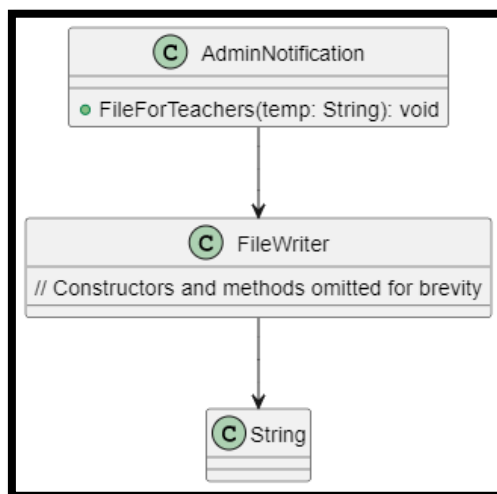 C AdminNotification
FileForTeachers(temp: String): void
C FileWriter
// Constructors and methods omitted for brevity
C String